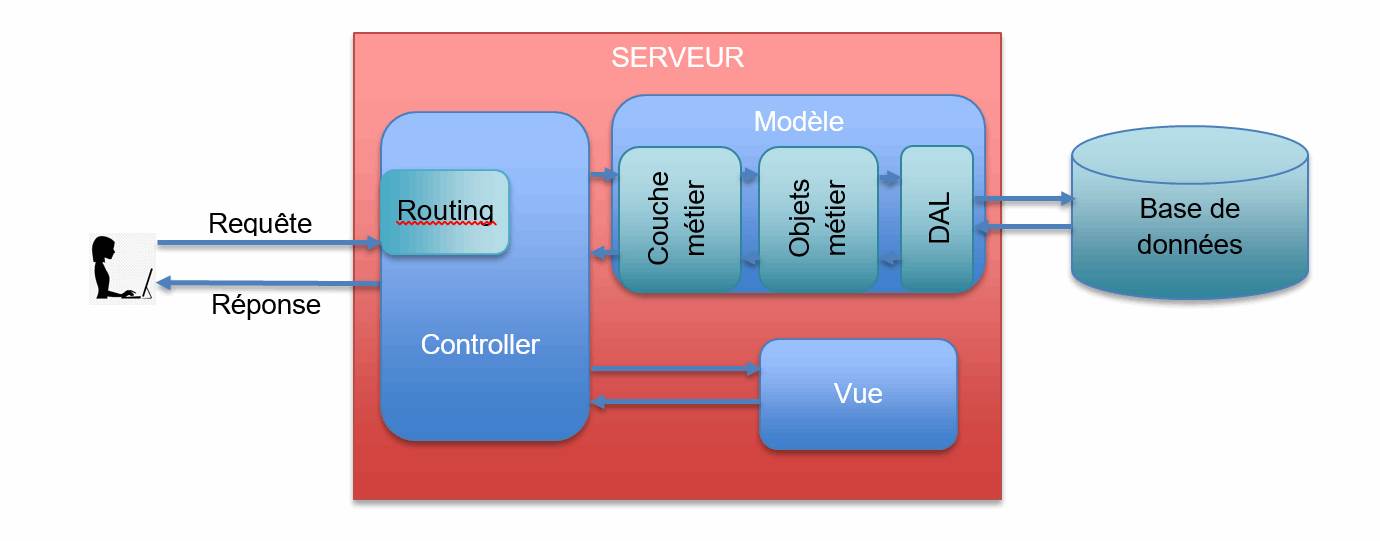 SERVEUR
Modèle
Routing
Couche
métier
Objets
métier
DAL
Base de
données
Requête
Réponse
Controller
Vue